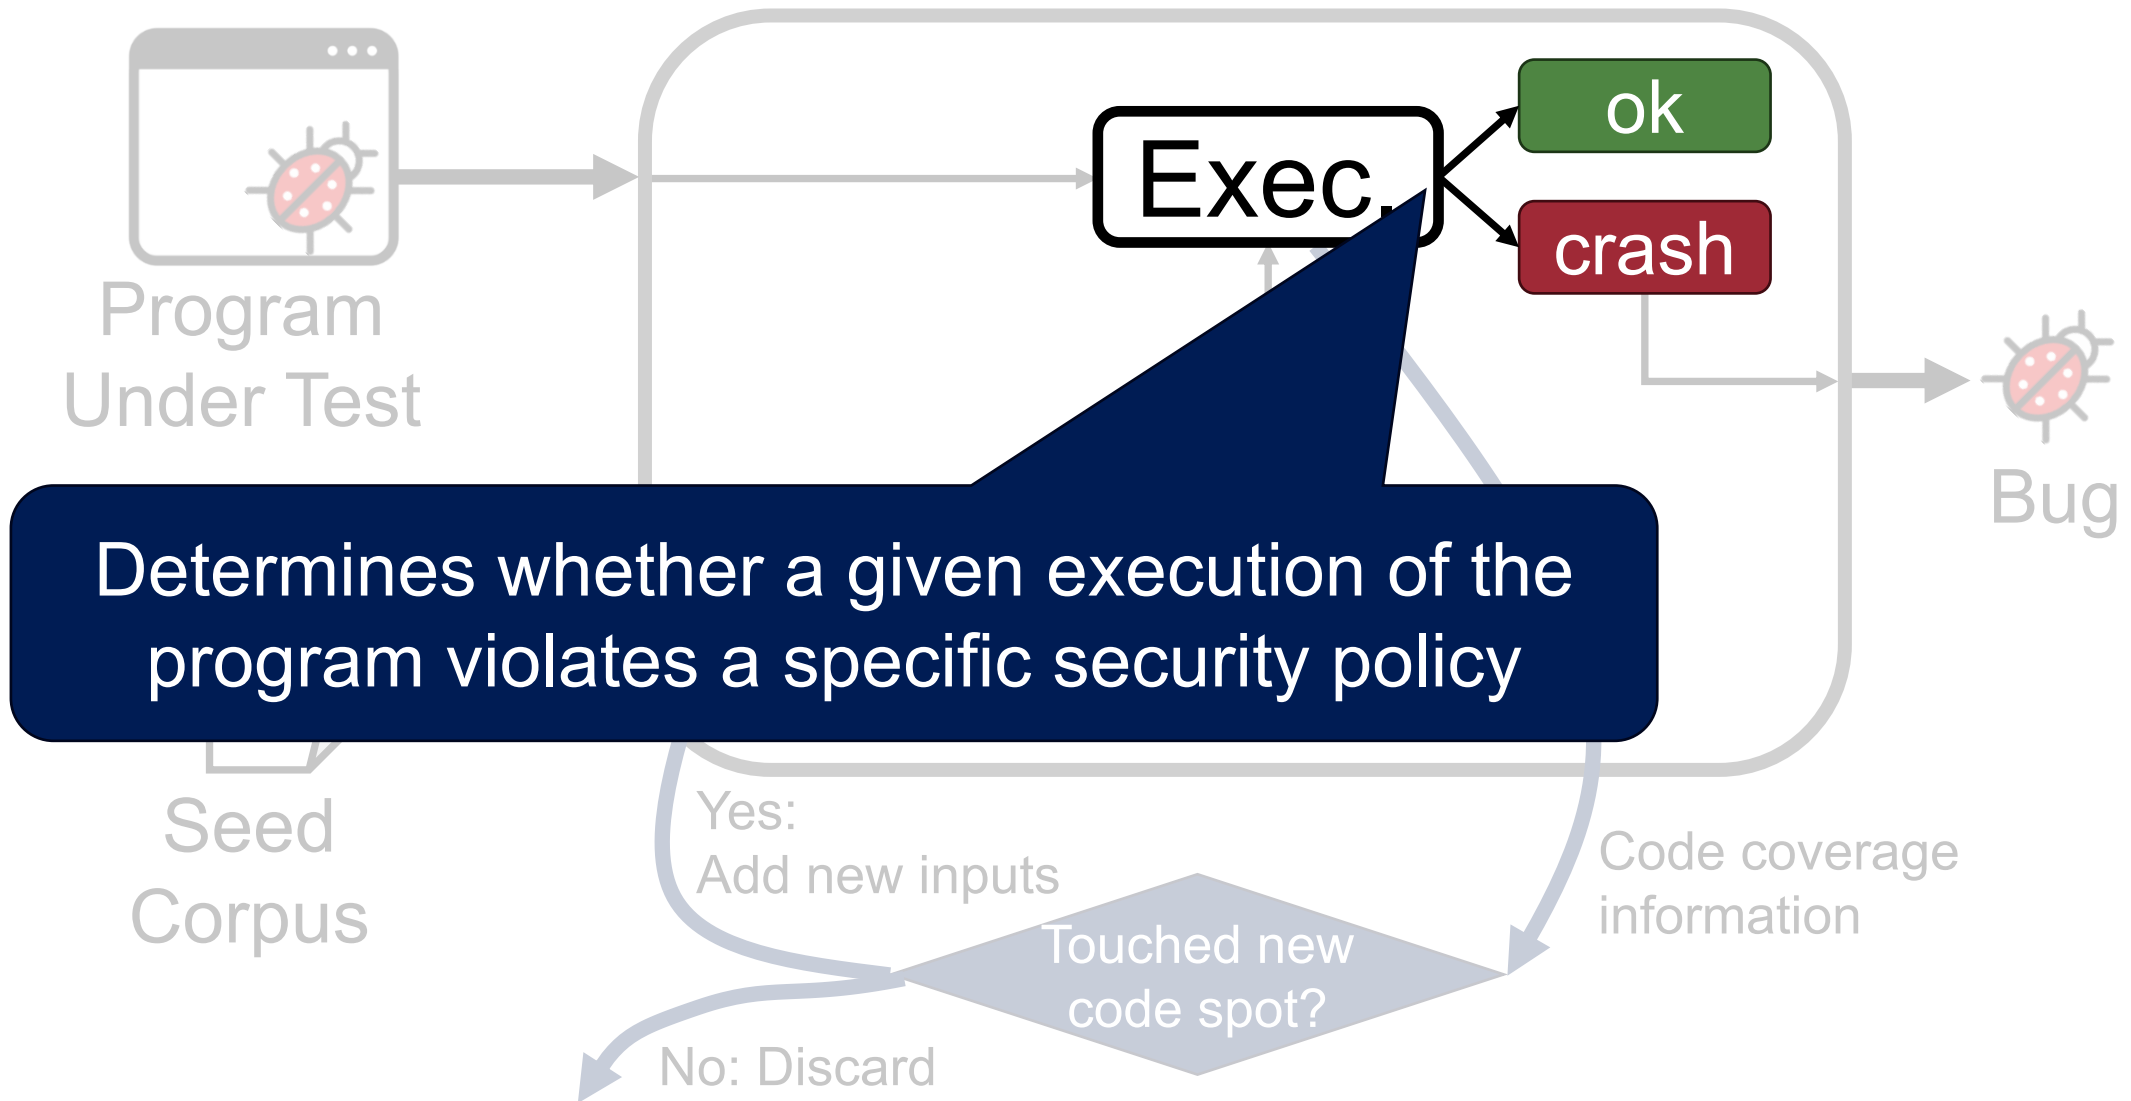 Exec.
ok
crash
Program
Under Test
Bug
Determines whether a given execution of the
program violates a specific security policy
Seed
Corpus
Yes:
Add new inputs
Code coverage
information
Touched new
code spot?
No: Discard